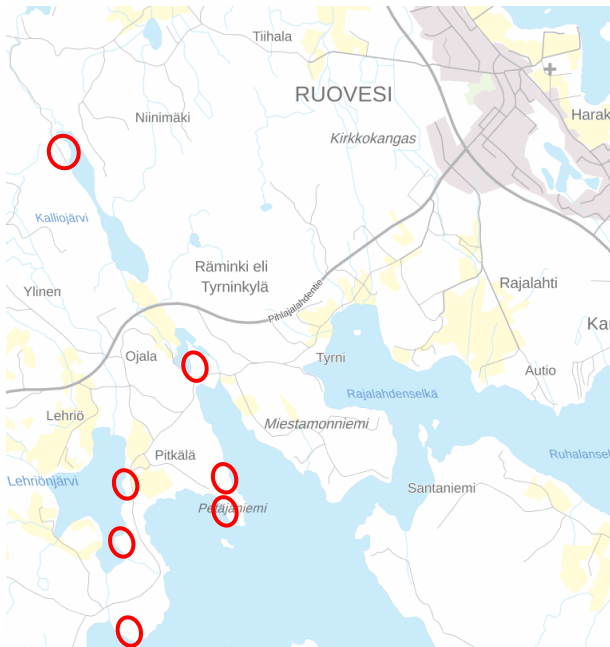 Tiihala
RUOVESI
Harak
Niinimäki
Kirkkokangas
Kalliojärvi
Räminki eli
Tyrninkylä
Rajalahti
Ylinen
Pihlajalahdentie
Kau
Ojala
Tyrni
Autio
Rajalahdenselkä
Lehriö
Miestamonniemi
Pitkälä
Ruhalansel
Lehriönjärvi
Santaniemi
Petäjäniemi